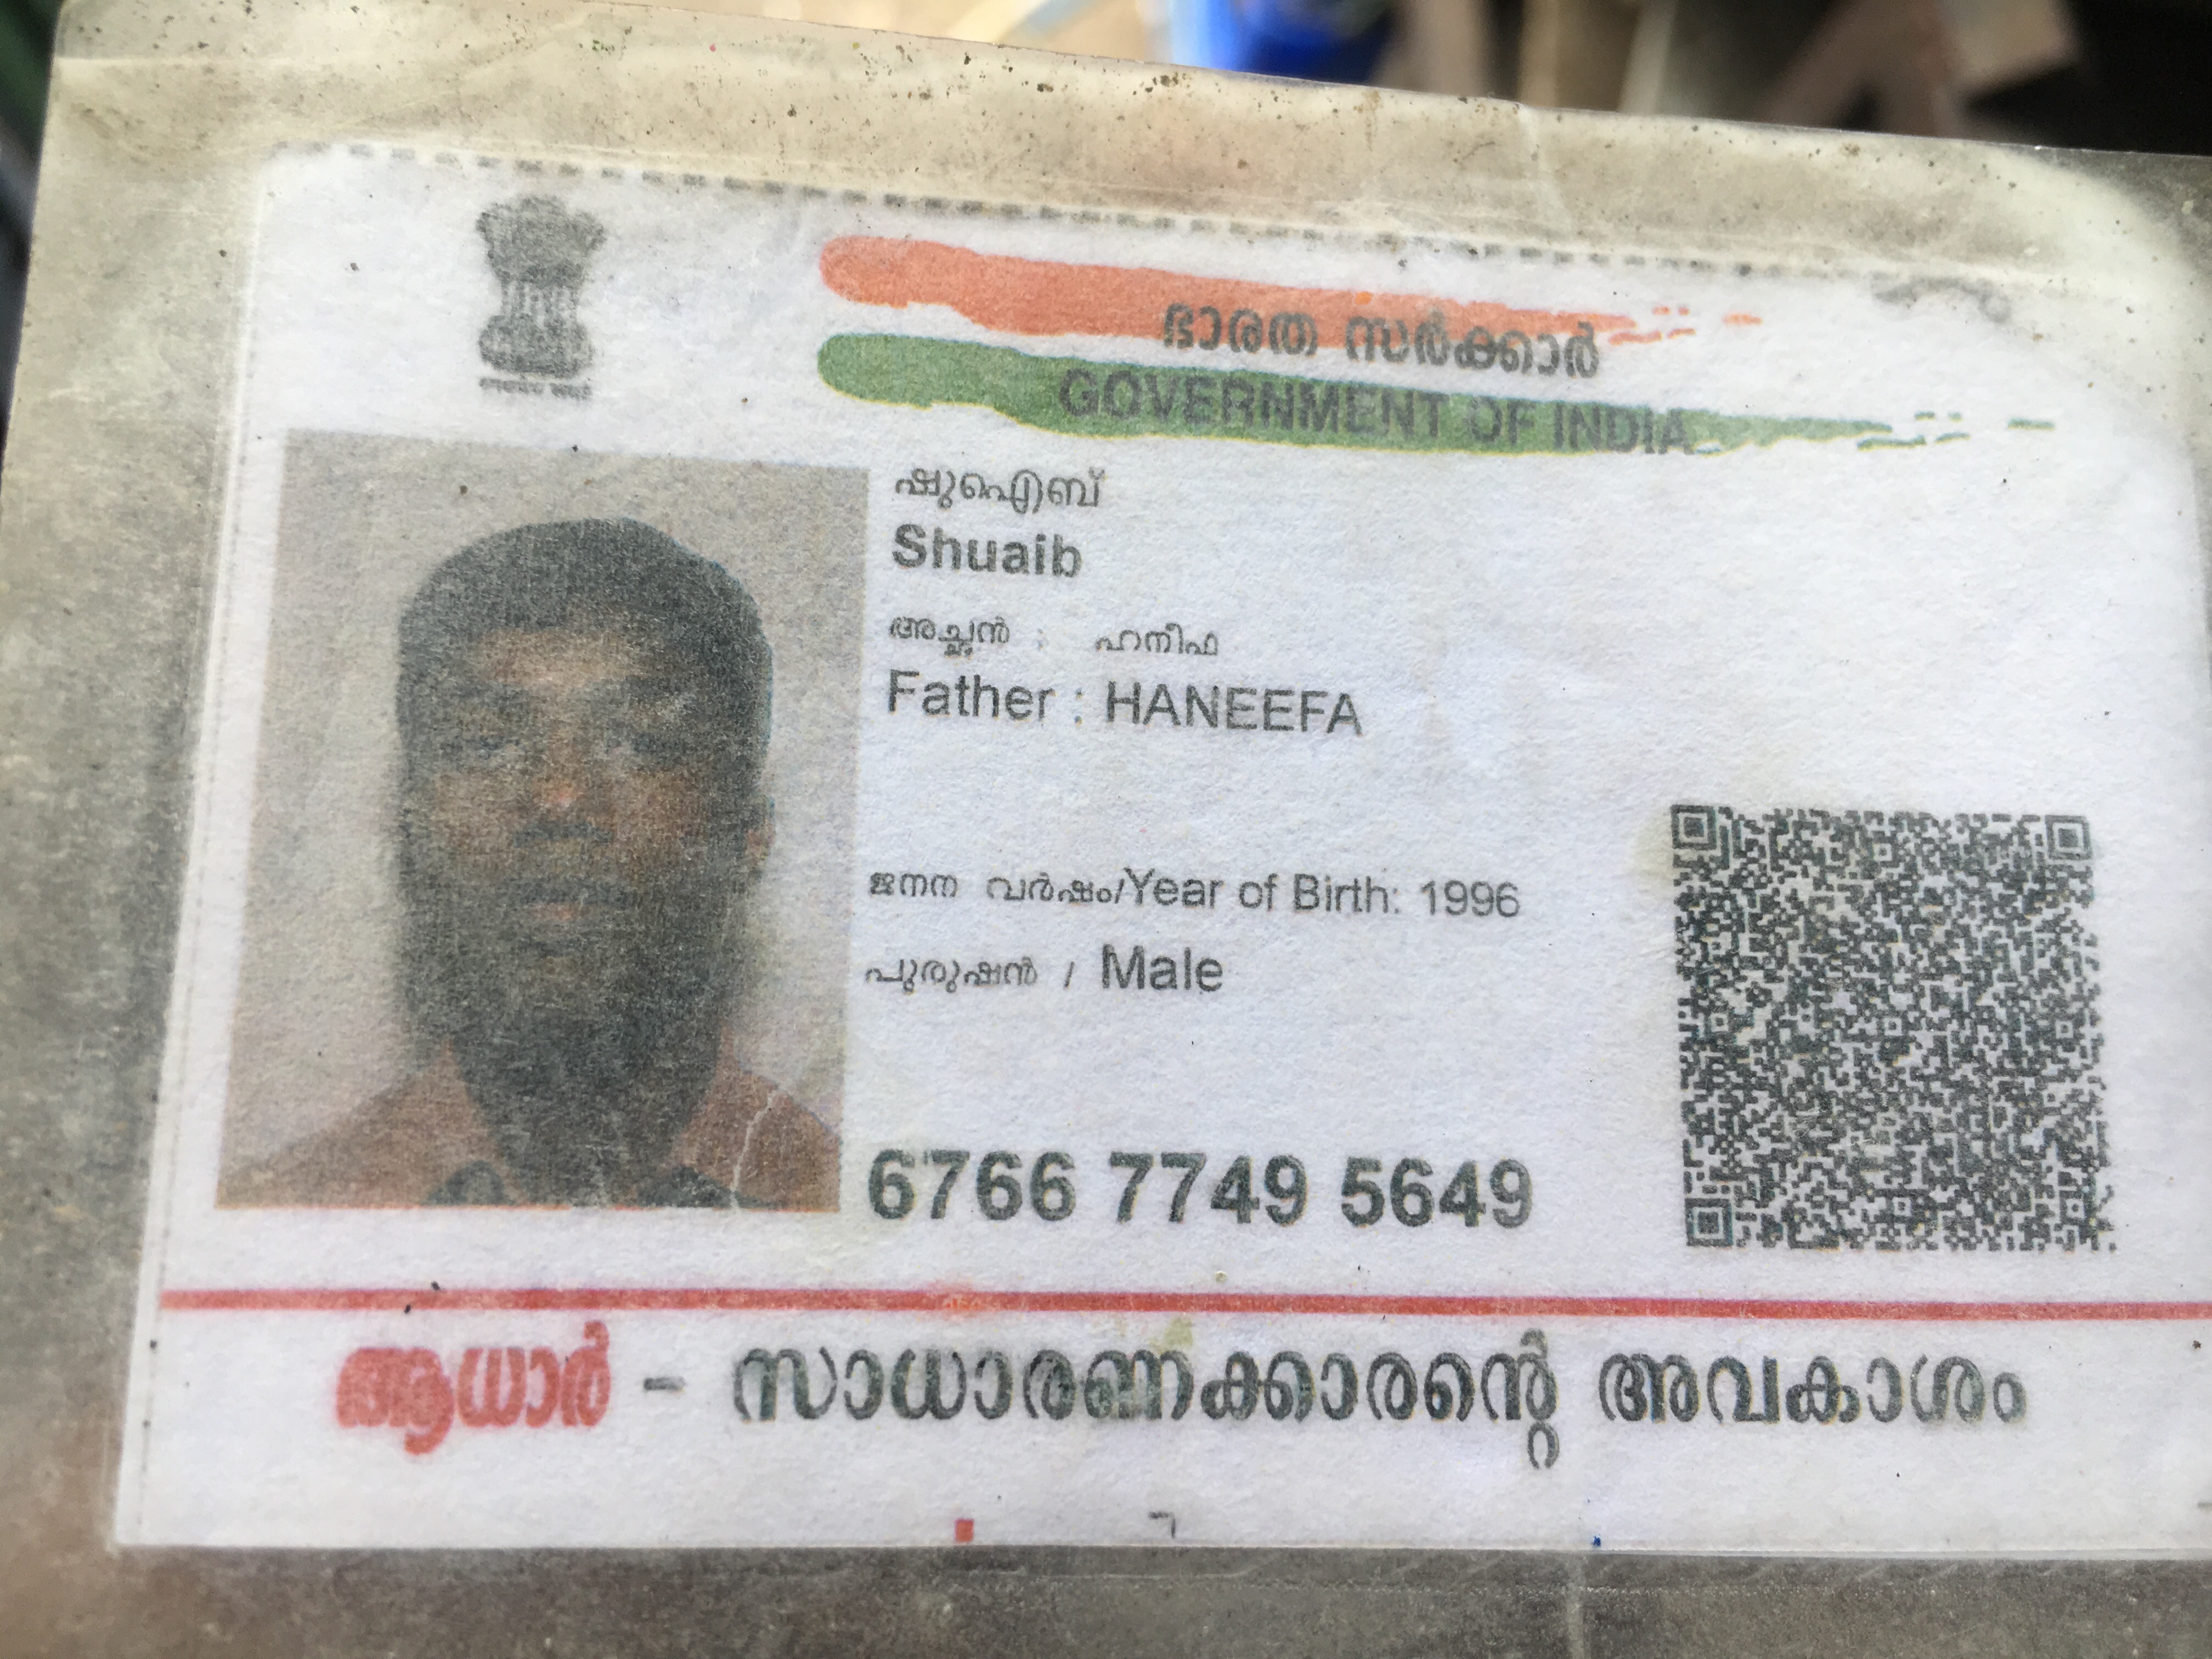 ഭാരത സർക്കാർ
GOVERNMENT OF INDIA
ഷുഹൈബ്
Shuaib
അച്ഛൻ : ഹനീഫ
Father : HANEEFA
ജനന വർഷം/Year of Birth: 1996
പുരുഷൻ / Male
6766 7749 5649
ആധാർ - സാധാരണക്കാരന്റെ അവകാശം